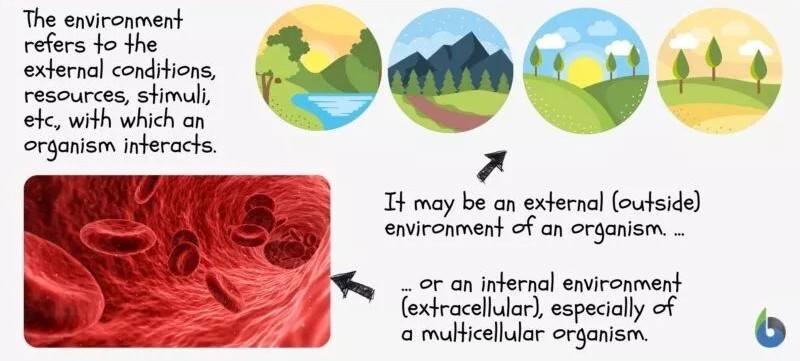 The environment
refers to the
external conditions,
resources, stimuli,
etc., with which an
organism interacts.
It may be an external (outside)
environment of an organism. ...
... or an internal environment
(extracellular), especially of
a multicellular organism.